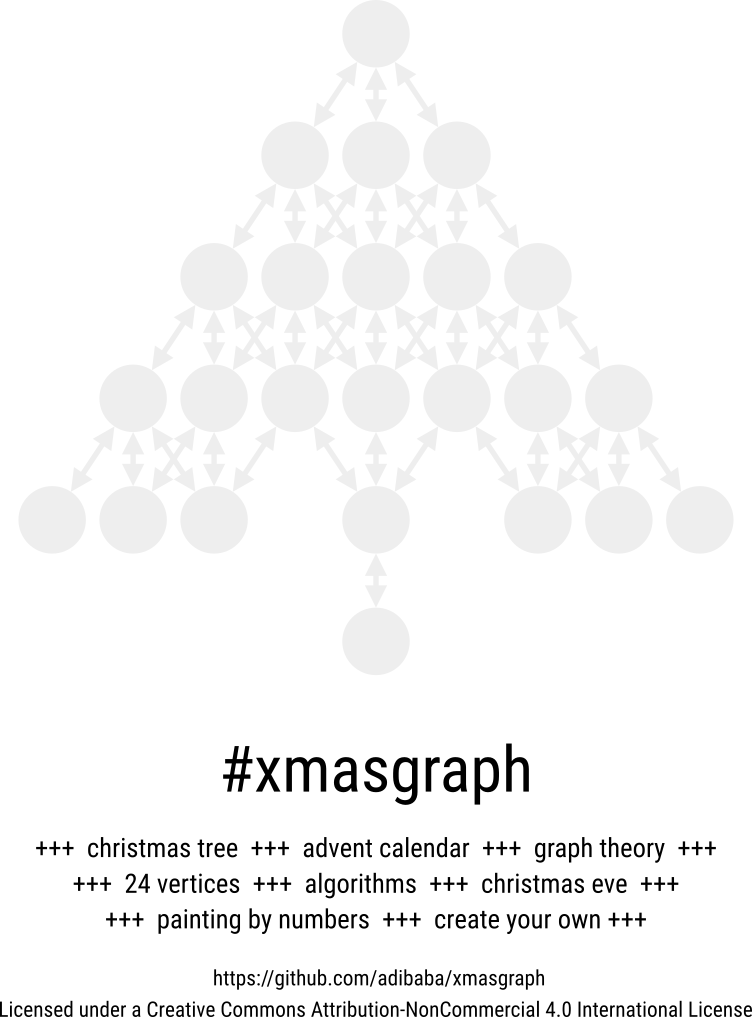 #xmasgraph
+++ christmas tree +++ advent calendar +++ graph theory +++
+++ 24 vertices +++ algorithms +++ christmas eve +++
+++ painting by numbers +++ create your own +++
https://github.com/adibaba/xmasgraph
Licensed under a Creative Commons Attribution-NonCommercial 4.0 International License